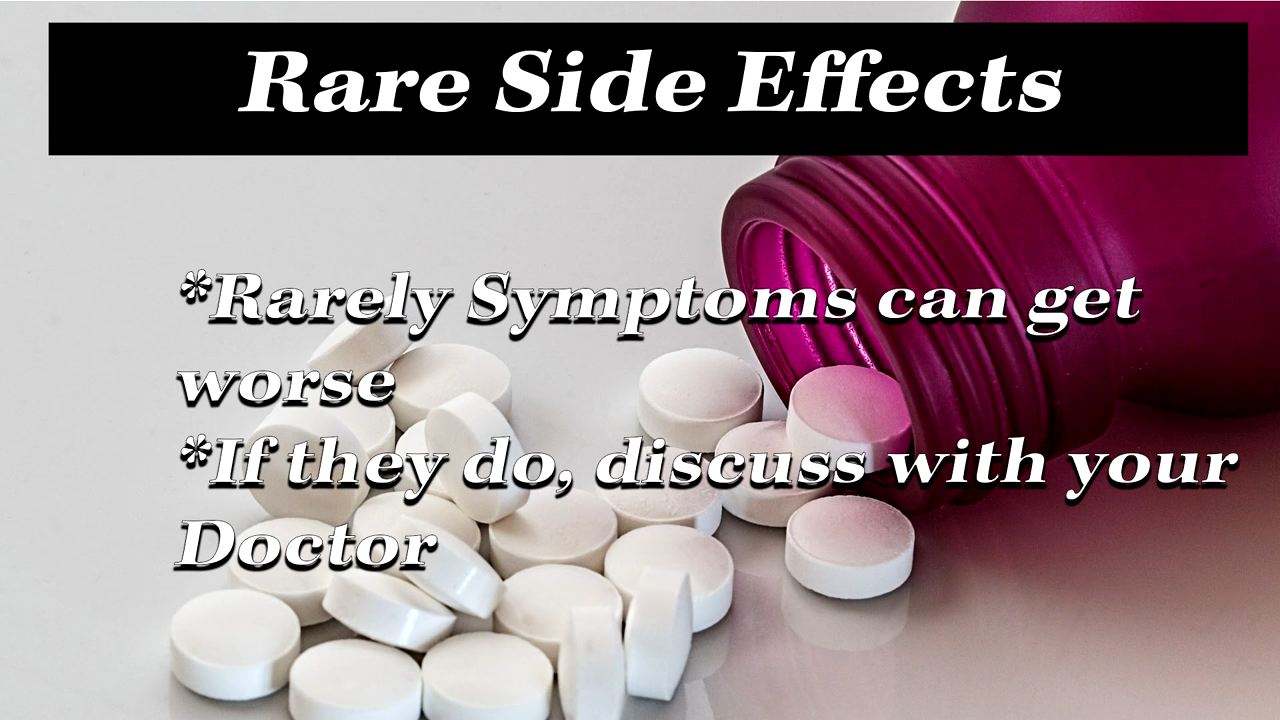 Rare Side Effects
*Rarely Symptoms can get
worse
*If they do, discuss with your
Doctor